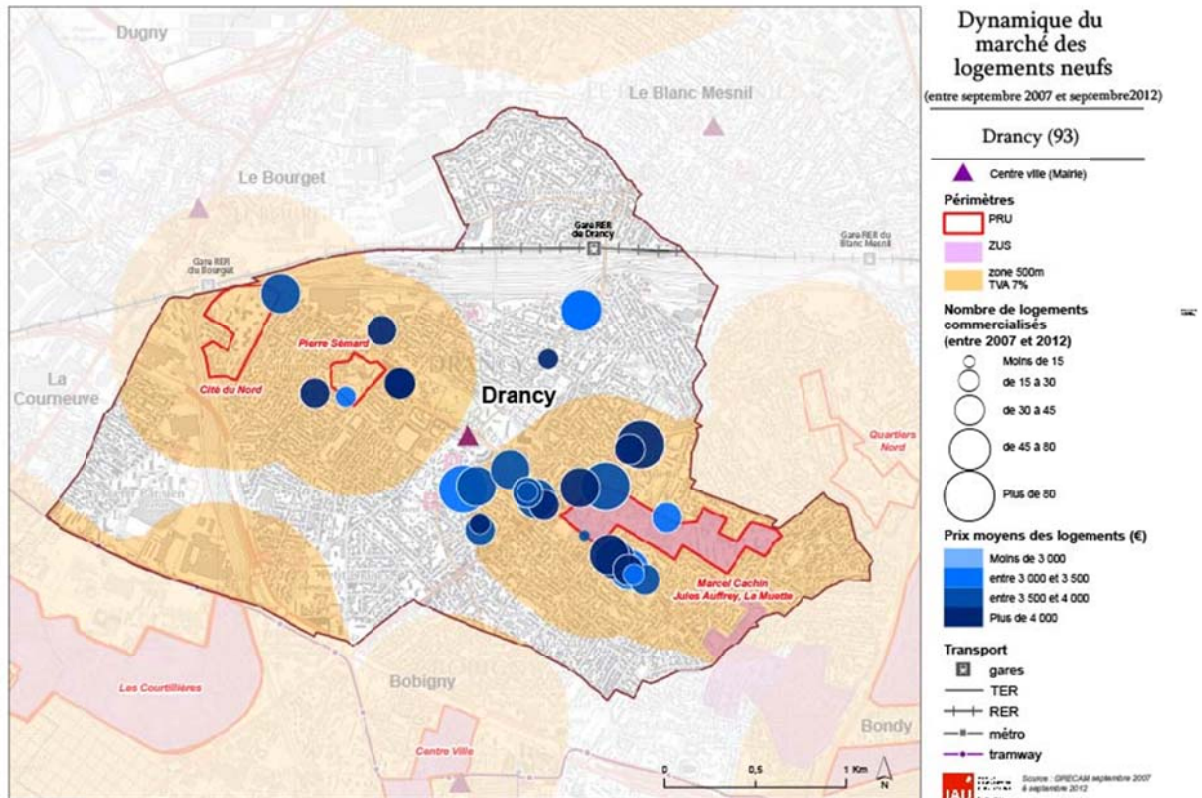 Dugny
Le Blanc Mesnil
Le Bourget
Gare RER
de Drancy
Gare RER du
Blanc Mesnil
Gare RER
du Bourget
Pierre Sémard
Cité du Nord
La
Courneuve
Drancy
Quartiers
Nord
Marcel Cachin
Jules Auffrey, La Muette
Les Courtillières
Bobigny
Centre Ville
Bondy
0 0,5 1 Km
N
Dynamique du
marché des
logements neufs
(entre septembre 2007 et septembre2012)
Drancy (93)
Centre ville (Mairie)
Périmètres
PRU
ZUS
zone 500m
TVA 7%
Nombre de logements
commercialisés
(entre 2007 et 2012)
Moins de 15
de 15 à 30
de 30 à 45
de 45 à 80
Plus de 80
Prix moyens des logements (€)
Moins de 3 000
entre 3 000 et 3 500
entre 3 500 et 4 000
Plus de 4 000
Transport
gares
TER
RER
métro
tramway
IAU
Source : GRECAM septembre 2007
à septembre 2012